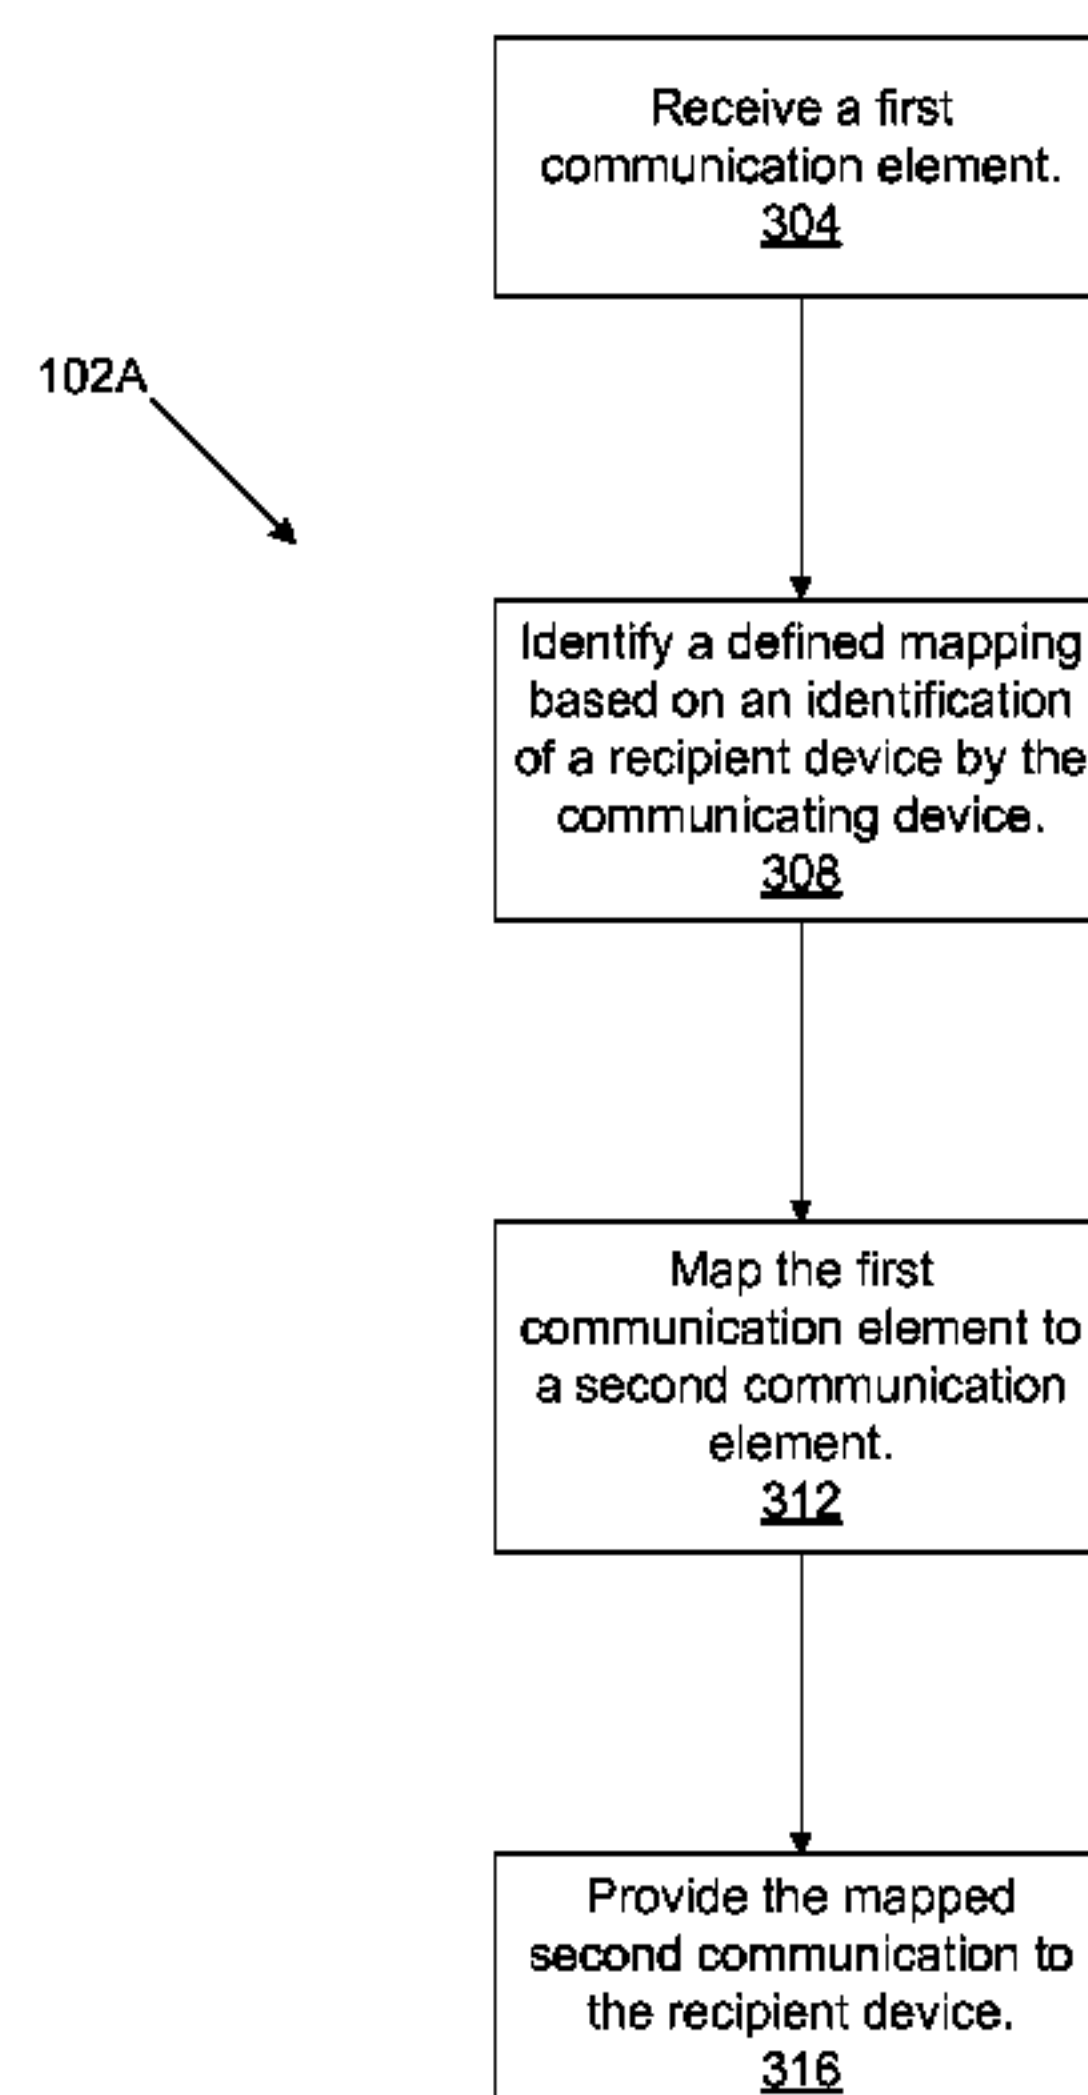 Receive a first
communication element.
304
102A
Identify a defined mapping
based on an identification
of a recipient device by the
communicating device.
308
Map the first
communication element to
a second communication
element.
312
Provide the mapped
second communication to
the recipient device.
316